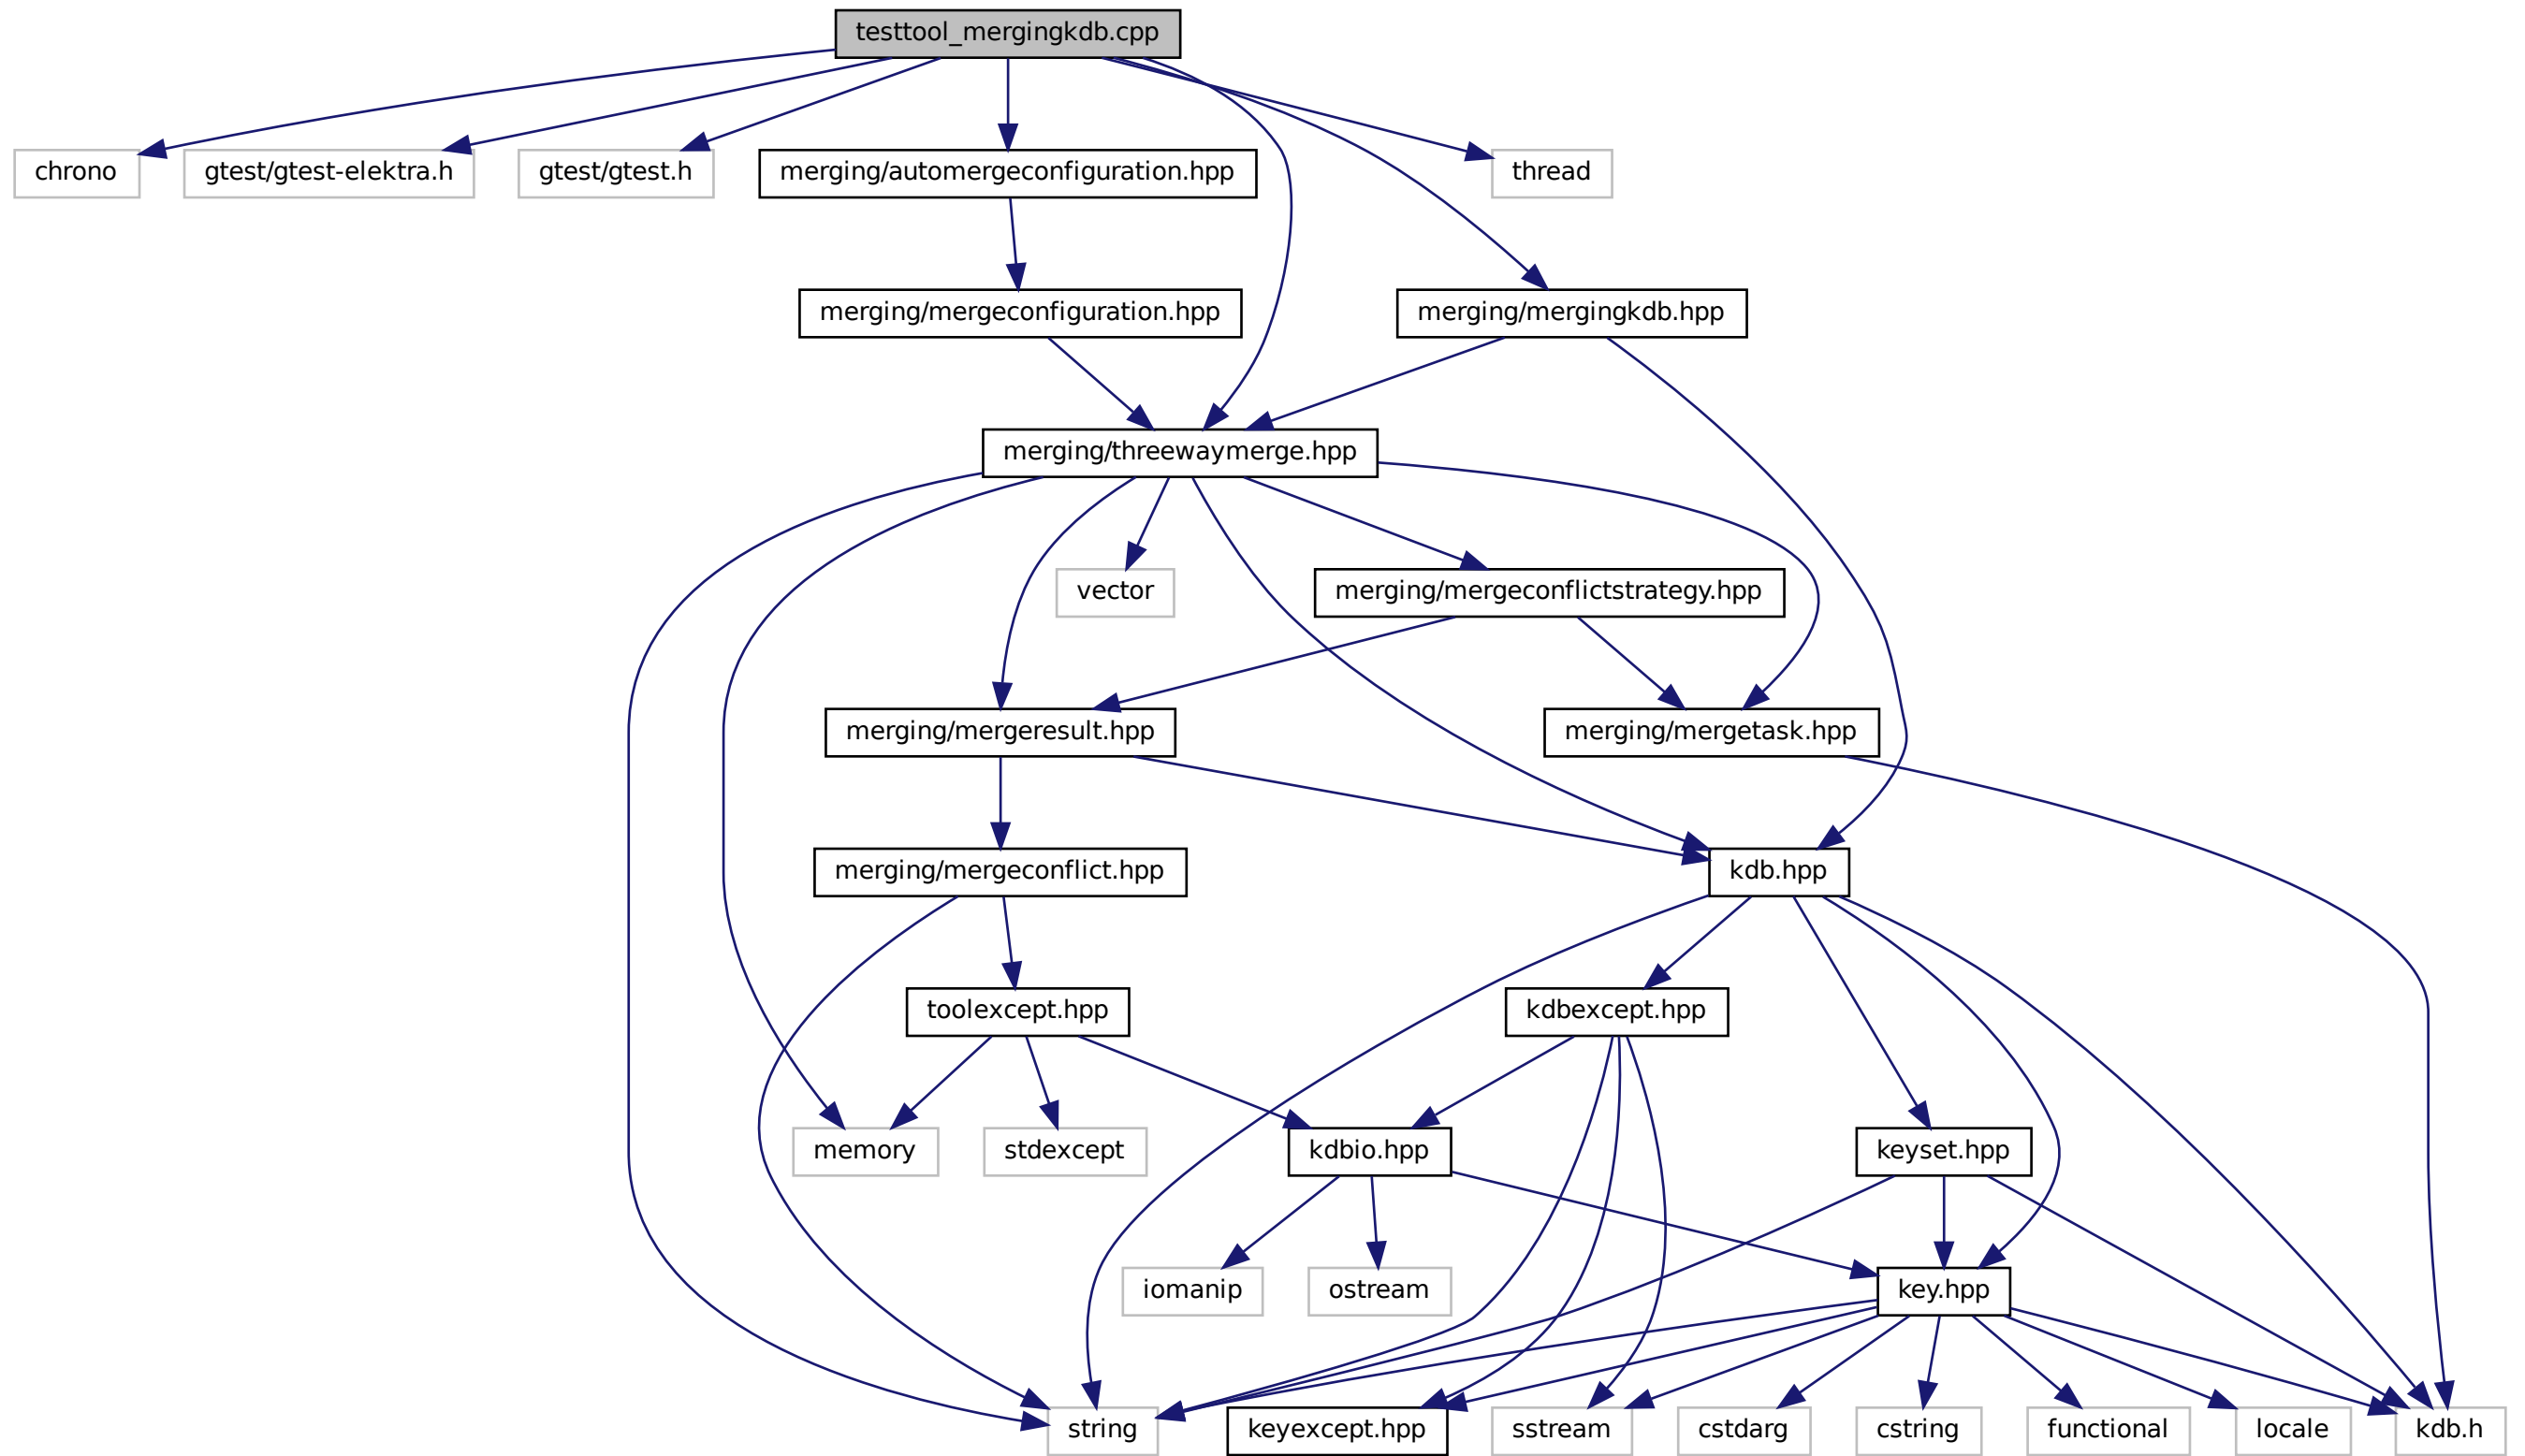 testtool_mergingkdb.cpp
chrono
gtest/gtest-elektra.h
gtest/gtest.h
merging/automergeconfiguration.hpp
thread
merging/mergeconfiguration.hpp
merging/mergingkdb.hpp
merging/threewaymerge.hpp
vector
merging/mergeconflictstrategy.hpp
merging/mergeresult.hpp
merging/mergetask.hpp
merging/mergeconflict.hpp
kdb.hpp
toolexcept.hpp
kdbexcept.hpp
memory
stdexcept
kdbio.hpp
keyset.hpp
iomanip
ostream
key.hpp
string
keyexcept.hpp
sstream
cstdarg
cstring
functional
locale
kdb.h